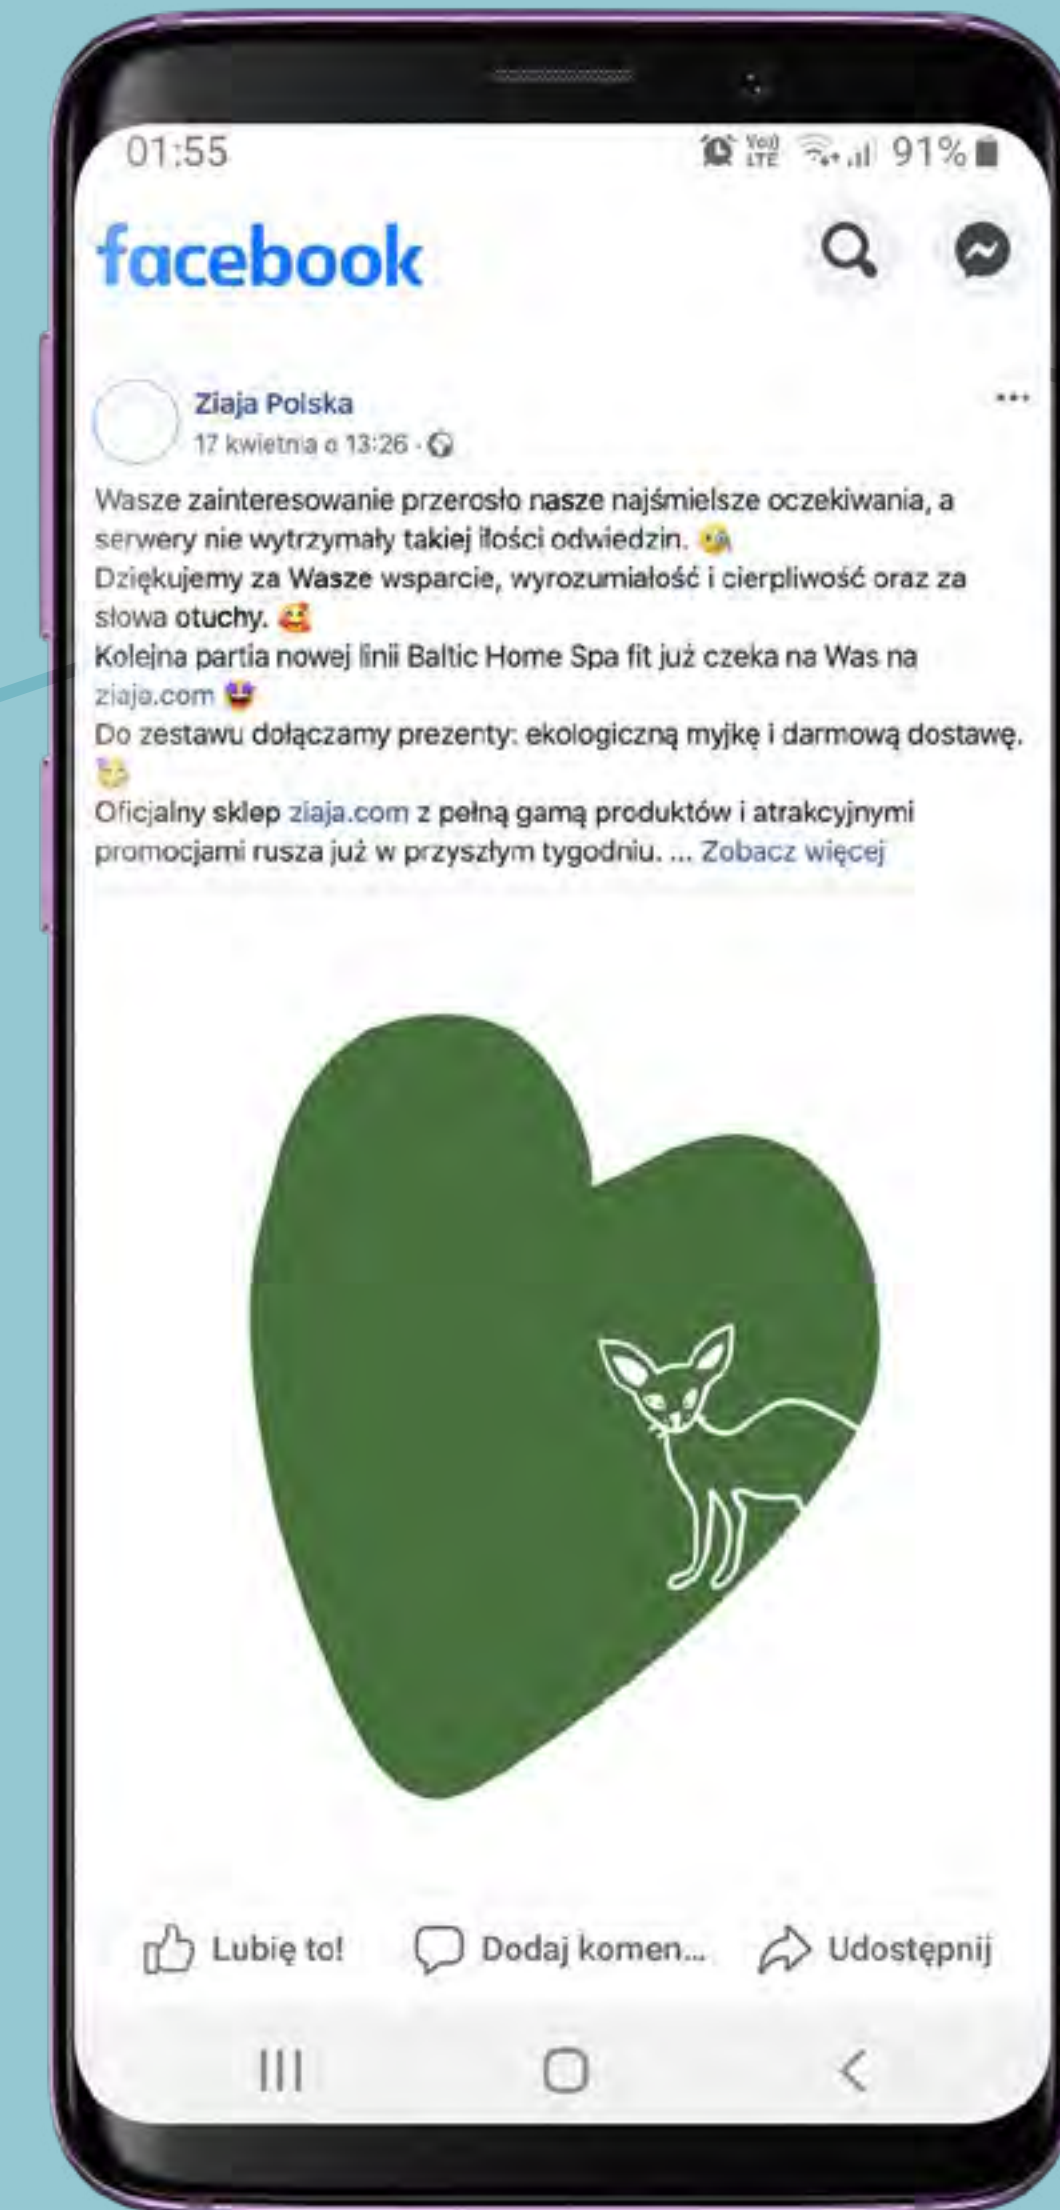 01:55
Voo) LTE 91%
facebook
Ziaja Polska
17 kwietnia o 13:26
Wasze zainteresowanie przerosło nasze najśmielsze oczekiwania, a
serwery nie wytrzymały takiej ilości odwiedzin. 🧐
Dziękujemy za Wasze wsparcie, wyrozumiałość i cierpliwość oraz za
słowa otuchy. 🥰
Kolejna partia nowej linii Baltic Home Spa fit już czeka na Was na
ziaja.com 🤩
Do zestawu dołączamy prezenty: ekologiczną myjkę i darmową dostawę.
🥳
Oficjalny sklep ziaja.com z pełną gamą produktów i atrakcyjnymi
promocjami rusza już w przyszłym tygodniu. ... Zobacz więcej
Lubię to! Dodaj komen... Udostępnij